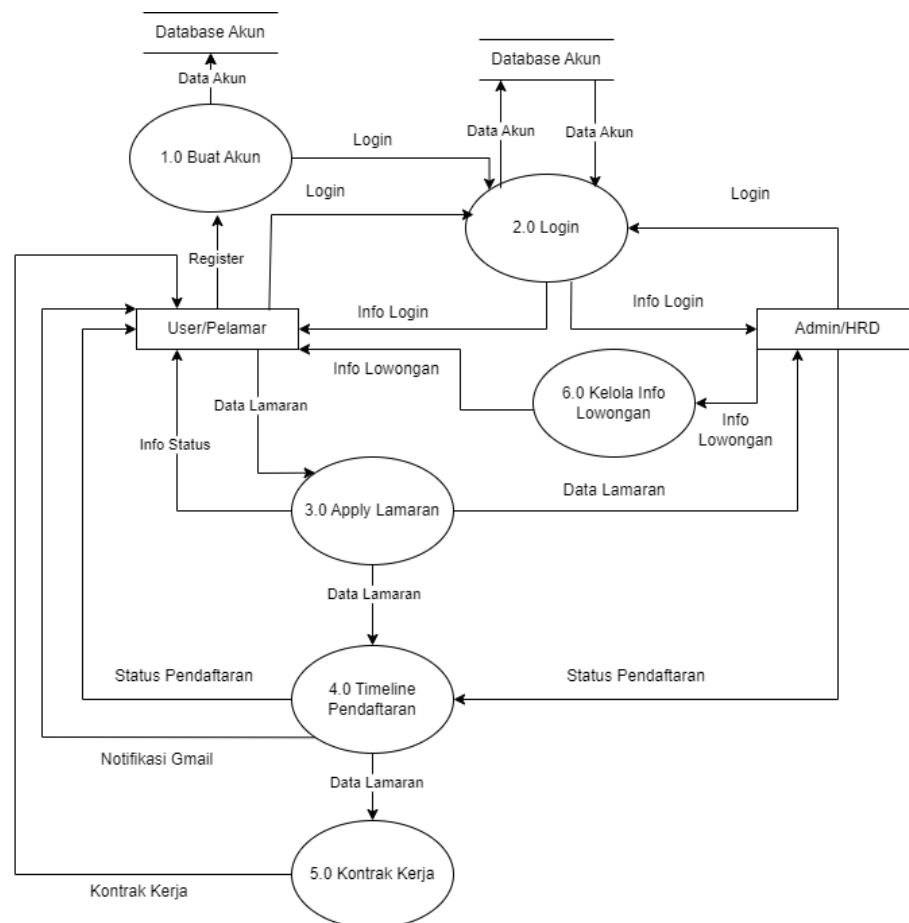 Database Akun
Database Akun
Data Akun
Data Akun
Data Akun
1.0 Buat Akun
Login
Login
Login
2.0 Login
Register
User/Pelamar
Info Login
Info Login
Admin/HRD
Info Lowongan
6.0 Kelola Info
Lowongan
Info
Lowongan
Data Lamaran
Info Status
3.0 Apply Lamaran
Data Lamaran
Data Lamaran
Status Pendaftaran
4.0 Timeline
Pendaftaran
Status Pendaftaran
Notifikasi Gmail
Data Lamaran
5.0 Kontrak Kerja
Kontrak Kerja